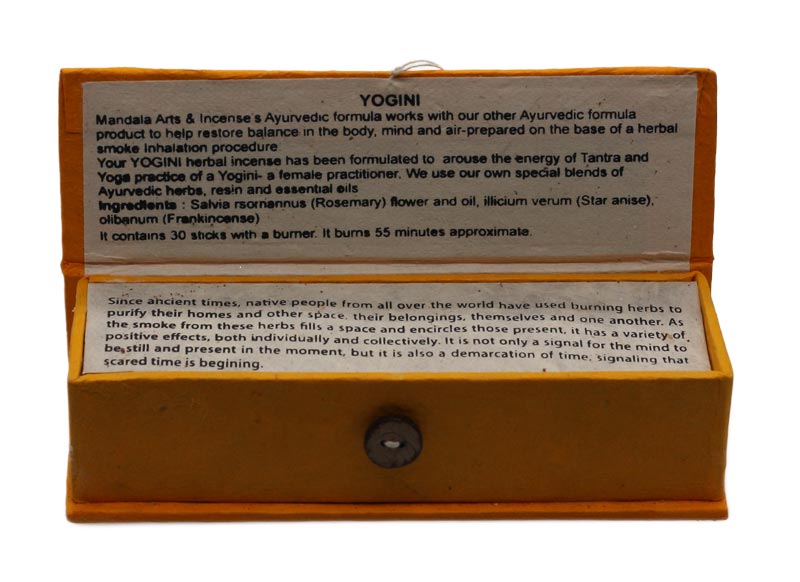 YOGINI
Mandala Arts & Incense's Ayurvedic formula works with our other Ayurvedic formula
product to help restore balance in the body, mind and air-prepared on the base of a herbal
smoke Inhalation procedure
Your YOGINI herbal incense has been formulated to arouse the energy of Tantra and
Yoga practice of a Yogini- a female practitioner. We use our own special blends of
Ayurvedic herbs, resin and essential oils
Ingredients : Salvia rsornannus (Rosemary) flower and oil, illicium verum (Star anise),
olibanum (Frankincense)
It contains 30 sticks with a burner. It burns 55 minutes approximate.
Since ancient times, native people from all over the world have used burning herbs to
purify their homes and other space, their belongings, themselves and one another. As
the smoke from these herbs fills a space and encircles those present, it has a variety of
positive effects, both individually and collectively. It is not only a signal for the mind to
be still and present in the moment, but it is also a demarcation of time, signaling that
scared time is begining.